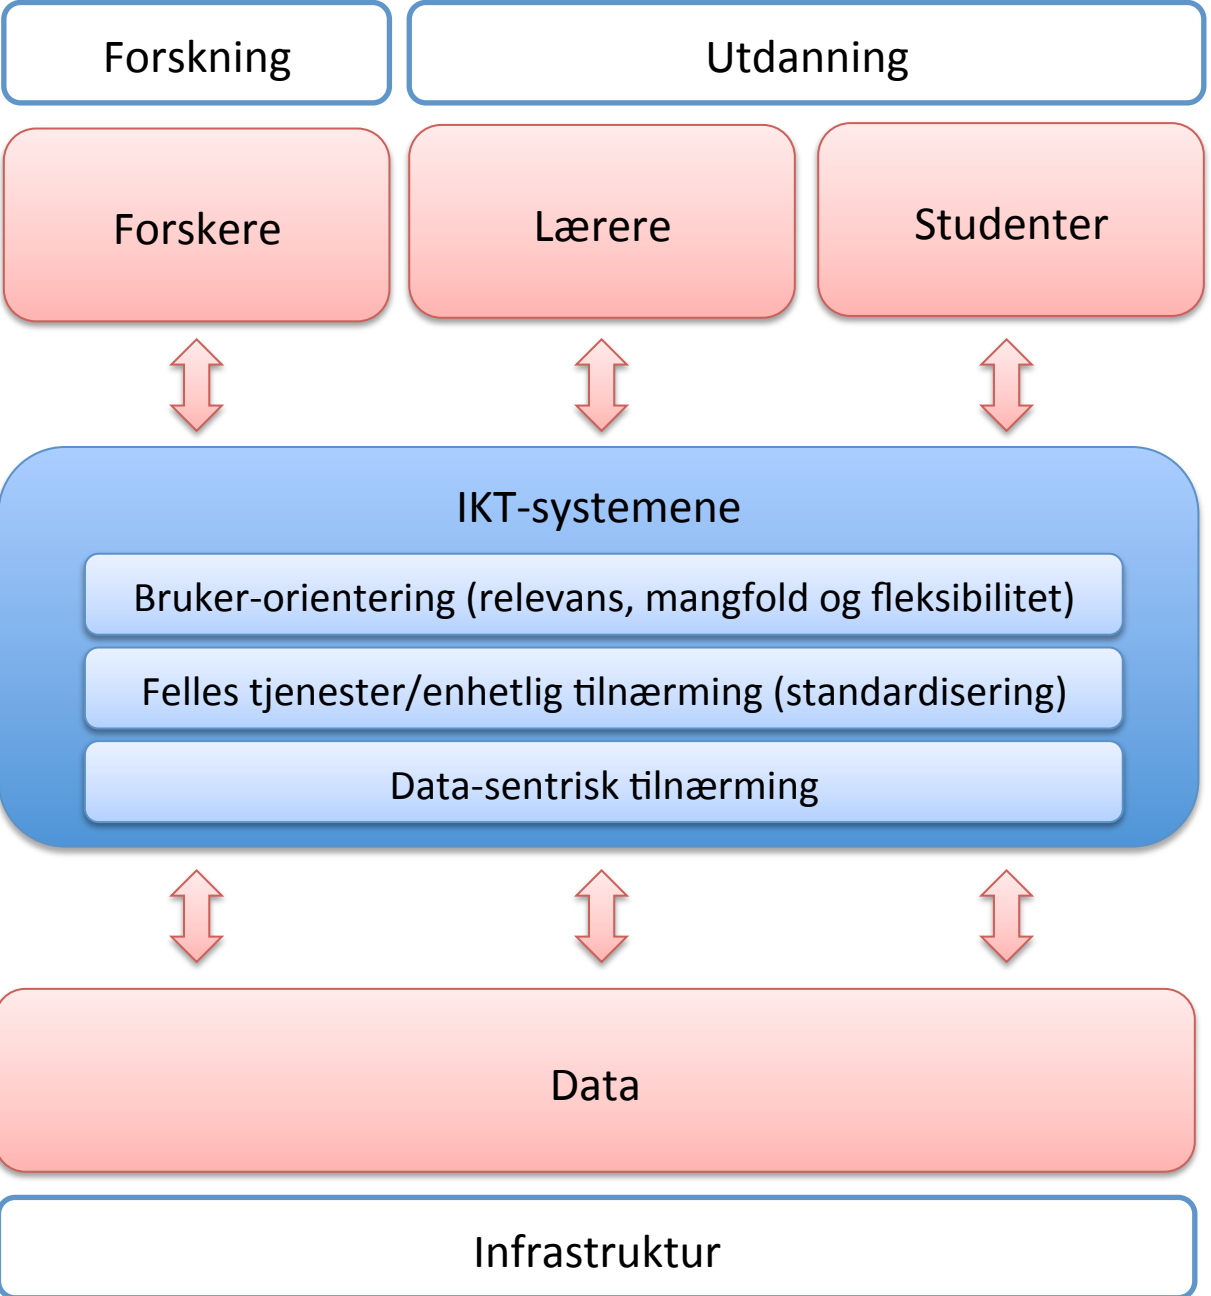 Forskning
Utdanning
Forskere
Lærere
Studenter
IKT-systemene
Bruker-orientering (relevans, mangfold og fleksibilitet)
Felles tjenester/enhetlig tilnærming (standardisering)
Data-sentrisk tilnærming
Data
Infrastruktur